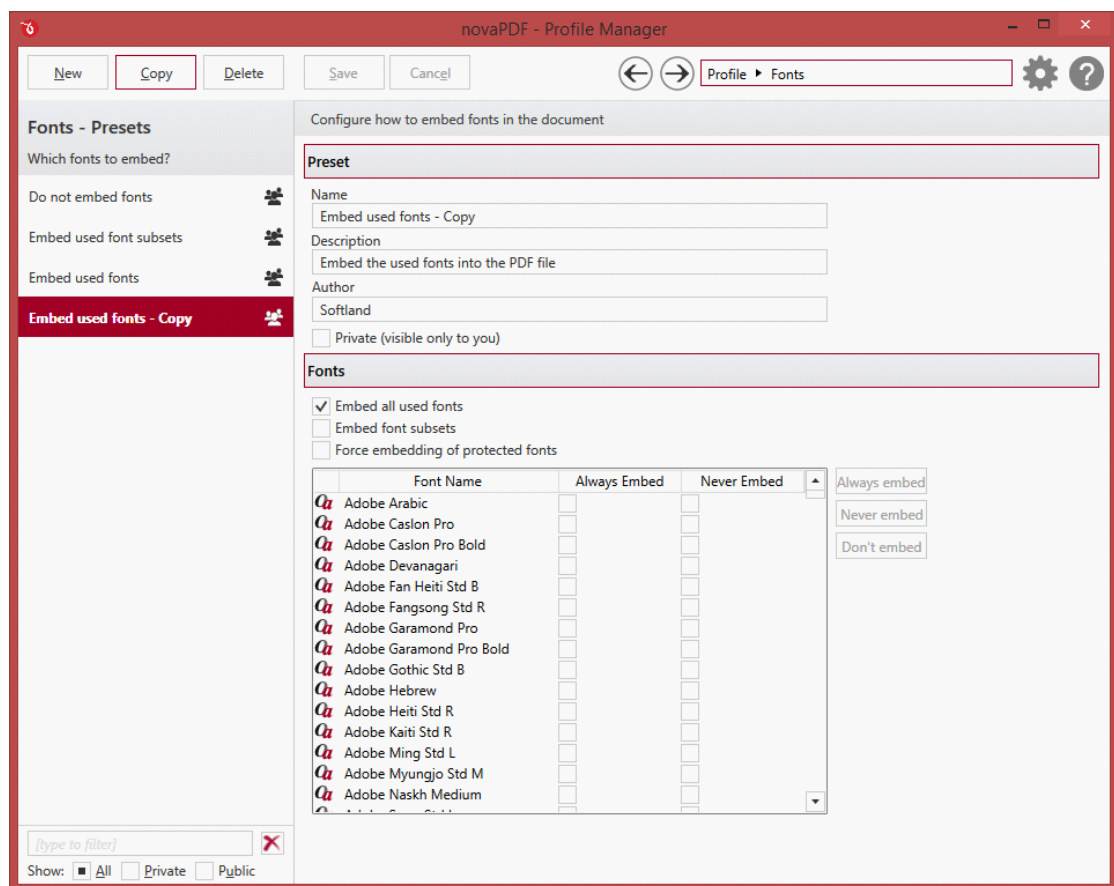 novaPDF - Profile Manager
New Copy Delete Save Cancel Profile Fonts
Fonts - Presets
Which fonts to embed?
Do not embed fonts
Embed used font subsets
Embed used fonts
Embed used fonts - Copy
[type to filter]
Show: All Private Public
Configure how to embed fonts in the document
Preset
Name
Embed used fonts - Copy
Description
Embed the used fonts into the PDF file
Author
Softland
Private (visible only to you)
Fonts
Embed all used fonts
Embed font subsets
Force embedding of protected fonts
Font Name Always Embed Never Embed
Adobe Arabic
Adobe Caslon Pro
Adobe Caslon Pro Bold
Adobe Devanagari
Adobe Fan Heiti Std B
Adobe Fangsong Std R
Adobe Garamond Pro
Adobe Garamond Pro Bold
Adobe Gothic Std B
Adobe Hebrew
Adobe Heiti Std R
Adobe Kaiti Std R
Adobe Ming Std L
Adobe Myungjo Std M
Adobe Naskh Medium
Always embed
Never embed
Don't embed